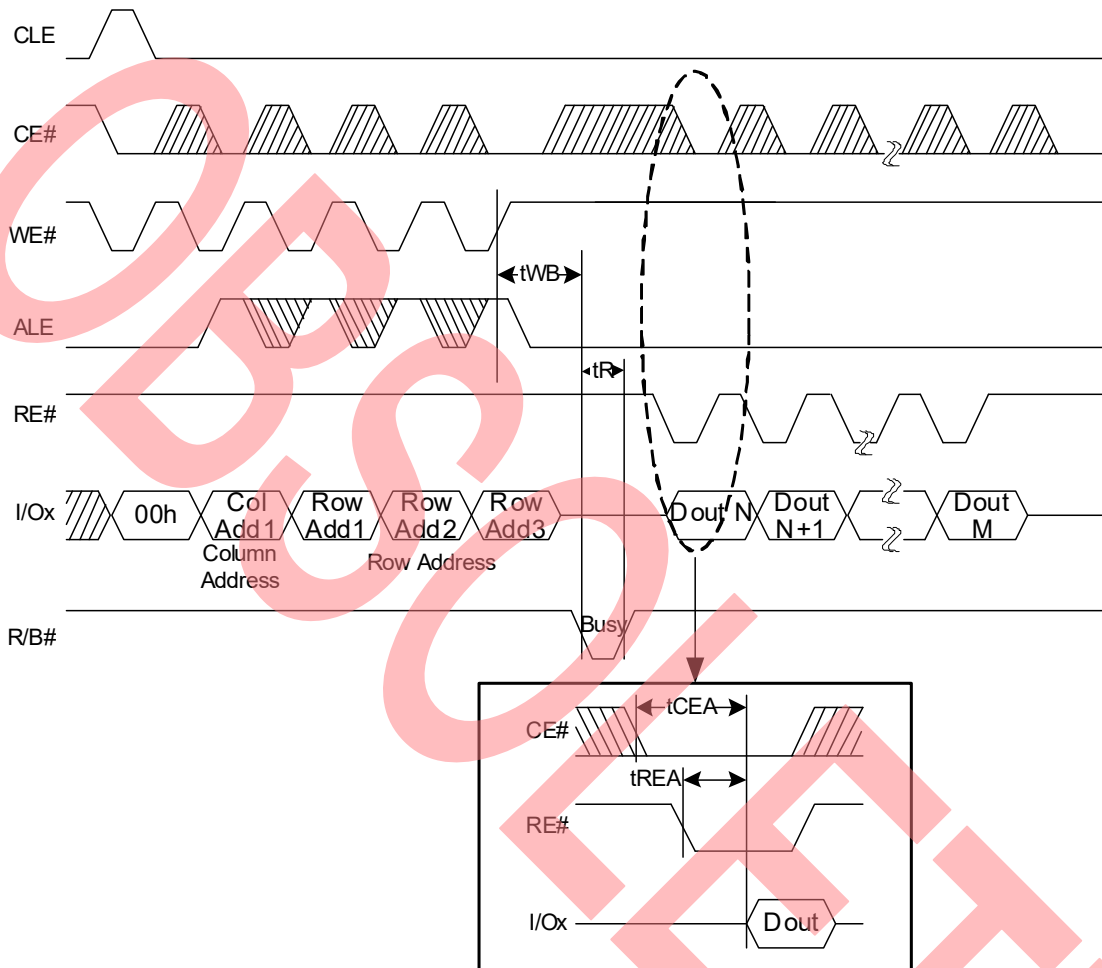 CLE
CE#
WE#
tWB
ALE
tR
RE#
I/Ox
00h
Col
Add1
Row
Add1
Row
Add2
Row
Add3
Dout N
Dout
N+1
Dout
M
Column
Address
Row Address
R/B#
Busy
tCEA
CE#
tREA
RE#
I/Ox
Dout
OBSOLET